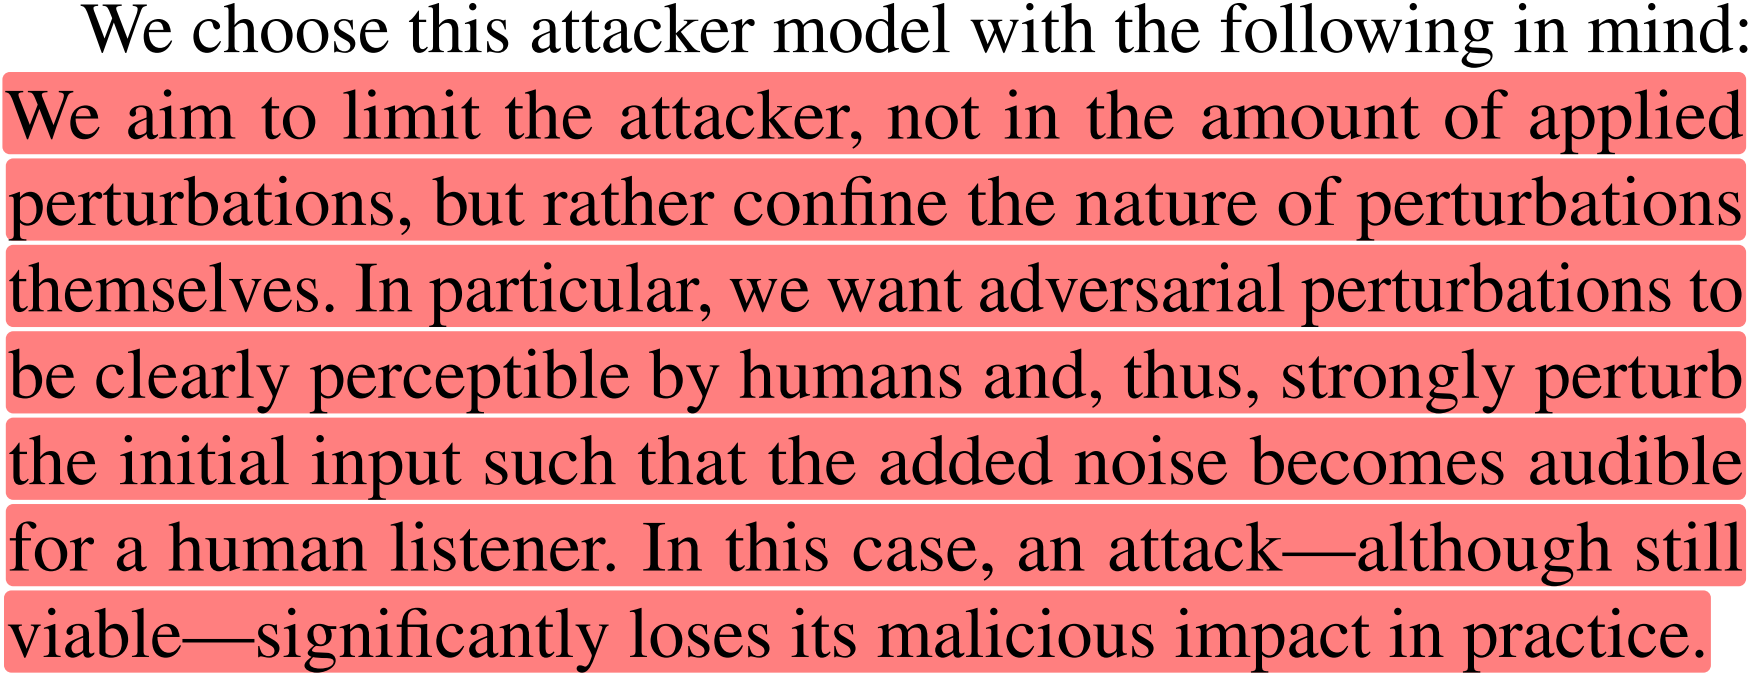 We choose this attacker model with the following in mind:
We aim to limit the attacker, not in the amount of applied
perturbations, but rather confine the nature of perturbations
themselves. In particular, we want adversarial perturbations to
be clearly perceptible by humans and, thus, strongly perturb
the initial input such that the added noise becomes audible
for a human listener. In this case, an attack—although still
viable—significantly loses its malicious impact in practice.